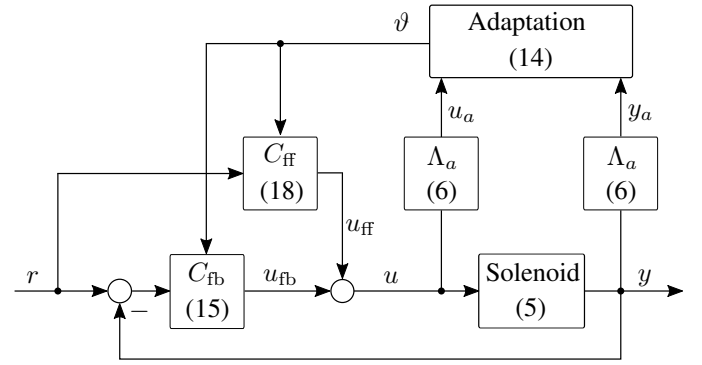 ϑ
Adaptation
(14)
u_a
y_a
C_ff
(18)
Λ_a
(6)
Λ_a
(6)
u_ff
r
C_fb
(15)
u_fb
u
Solenoid
(5)
y
−